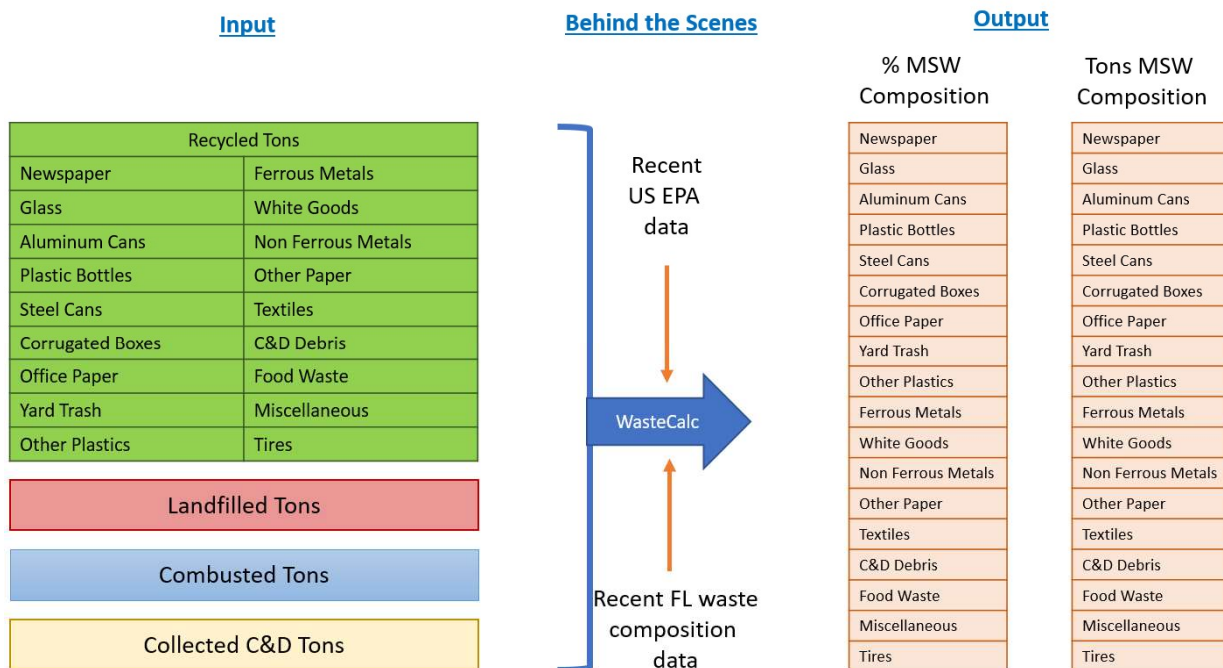 Input
Behind the Scenes
Output
Recycled Tons
Newspaper Ferrous Metals
Glass White Goods
Aluminum Cans Non Ferrous Metals
Plastic Bottles Other Paper
Steel Cans Textiles
Corrugated Boxes C&D Debris
Office Paper Food Waste
Yard Trash Miscellaneous
Other Plastics Tires
Landfilled Tons
Combusted Tons
Collected C&D Tons
Recent
US EPA
data
WasteCalc
Recent FL waste
composition
data
% MSW
Composition
Newspaper
Glass
Aluminum Cans
Plastic Bottles
Steel Cans
Corrugated Boxes
Office Paper
Yard Trash
Other Plastics
Ferrous Metals
White Goods
Non Ferrous Metals
Other Paper
Textiles
C&D Debris
Food Waste
Miscellaneous
Tires
Tons MSW
Composition
Newspaper
Glass
Aluminum Cans
Plastic Bottles
Steel Cans
Corrugated Boxes
Office Paper
Yard Trash
Other Plastics
Ferrous Metals
White Goods
Non Ferrous Metals
Other Paper
Textiles
C&D Debris
Food Waste
Miscellaneous
Tires